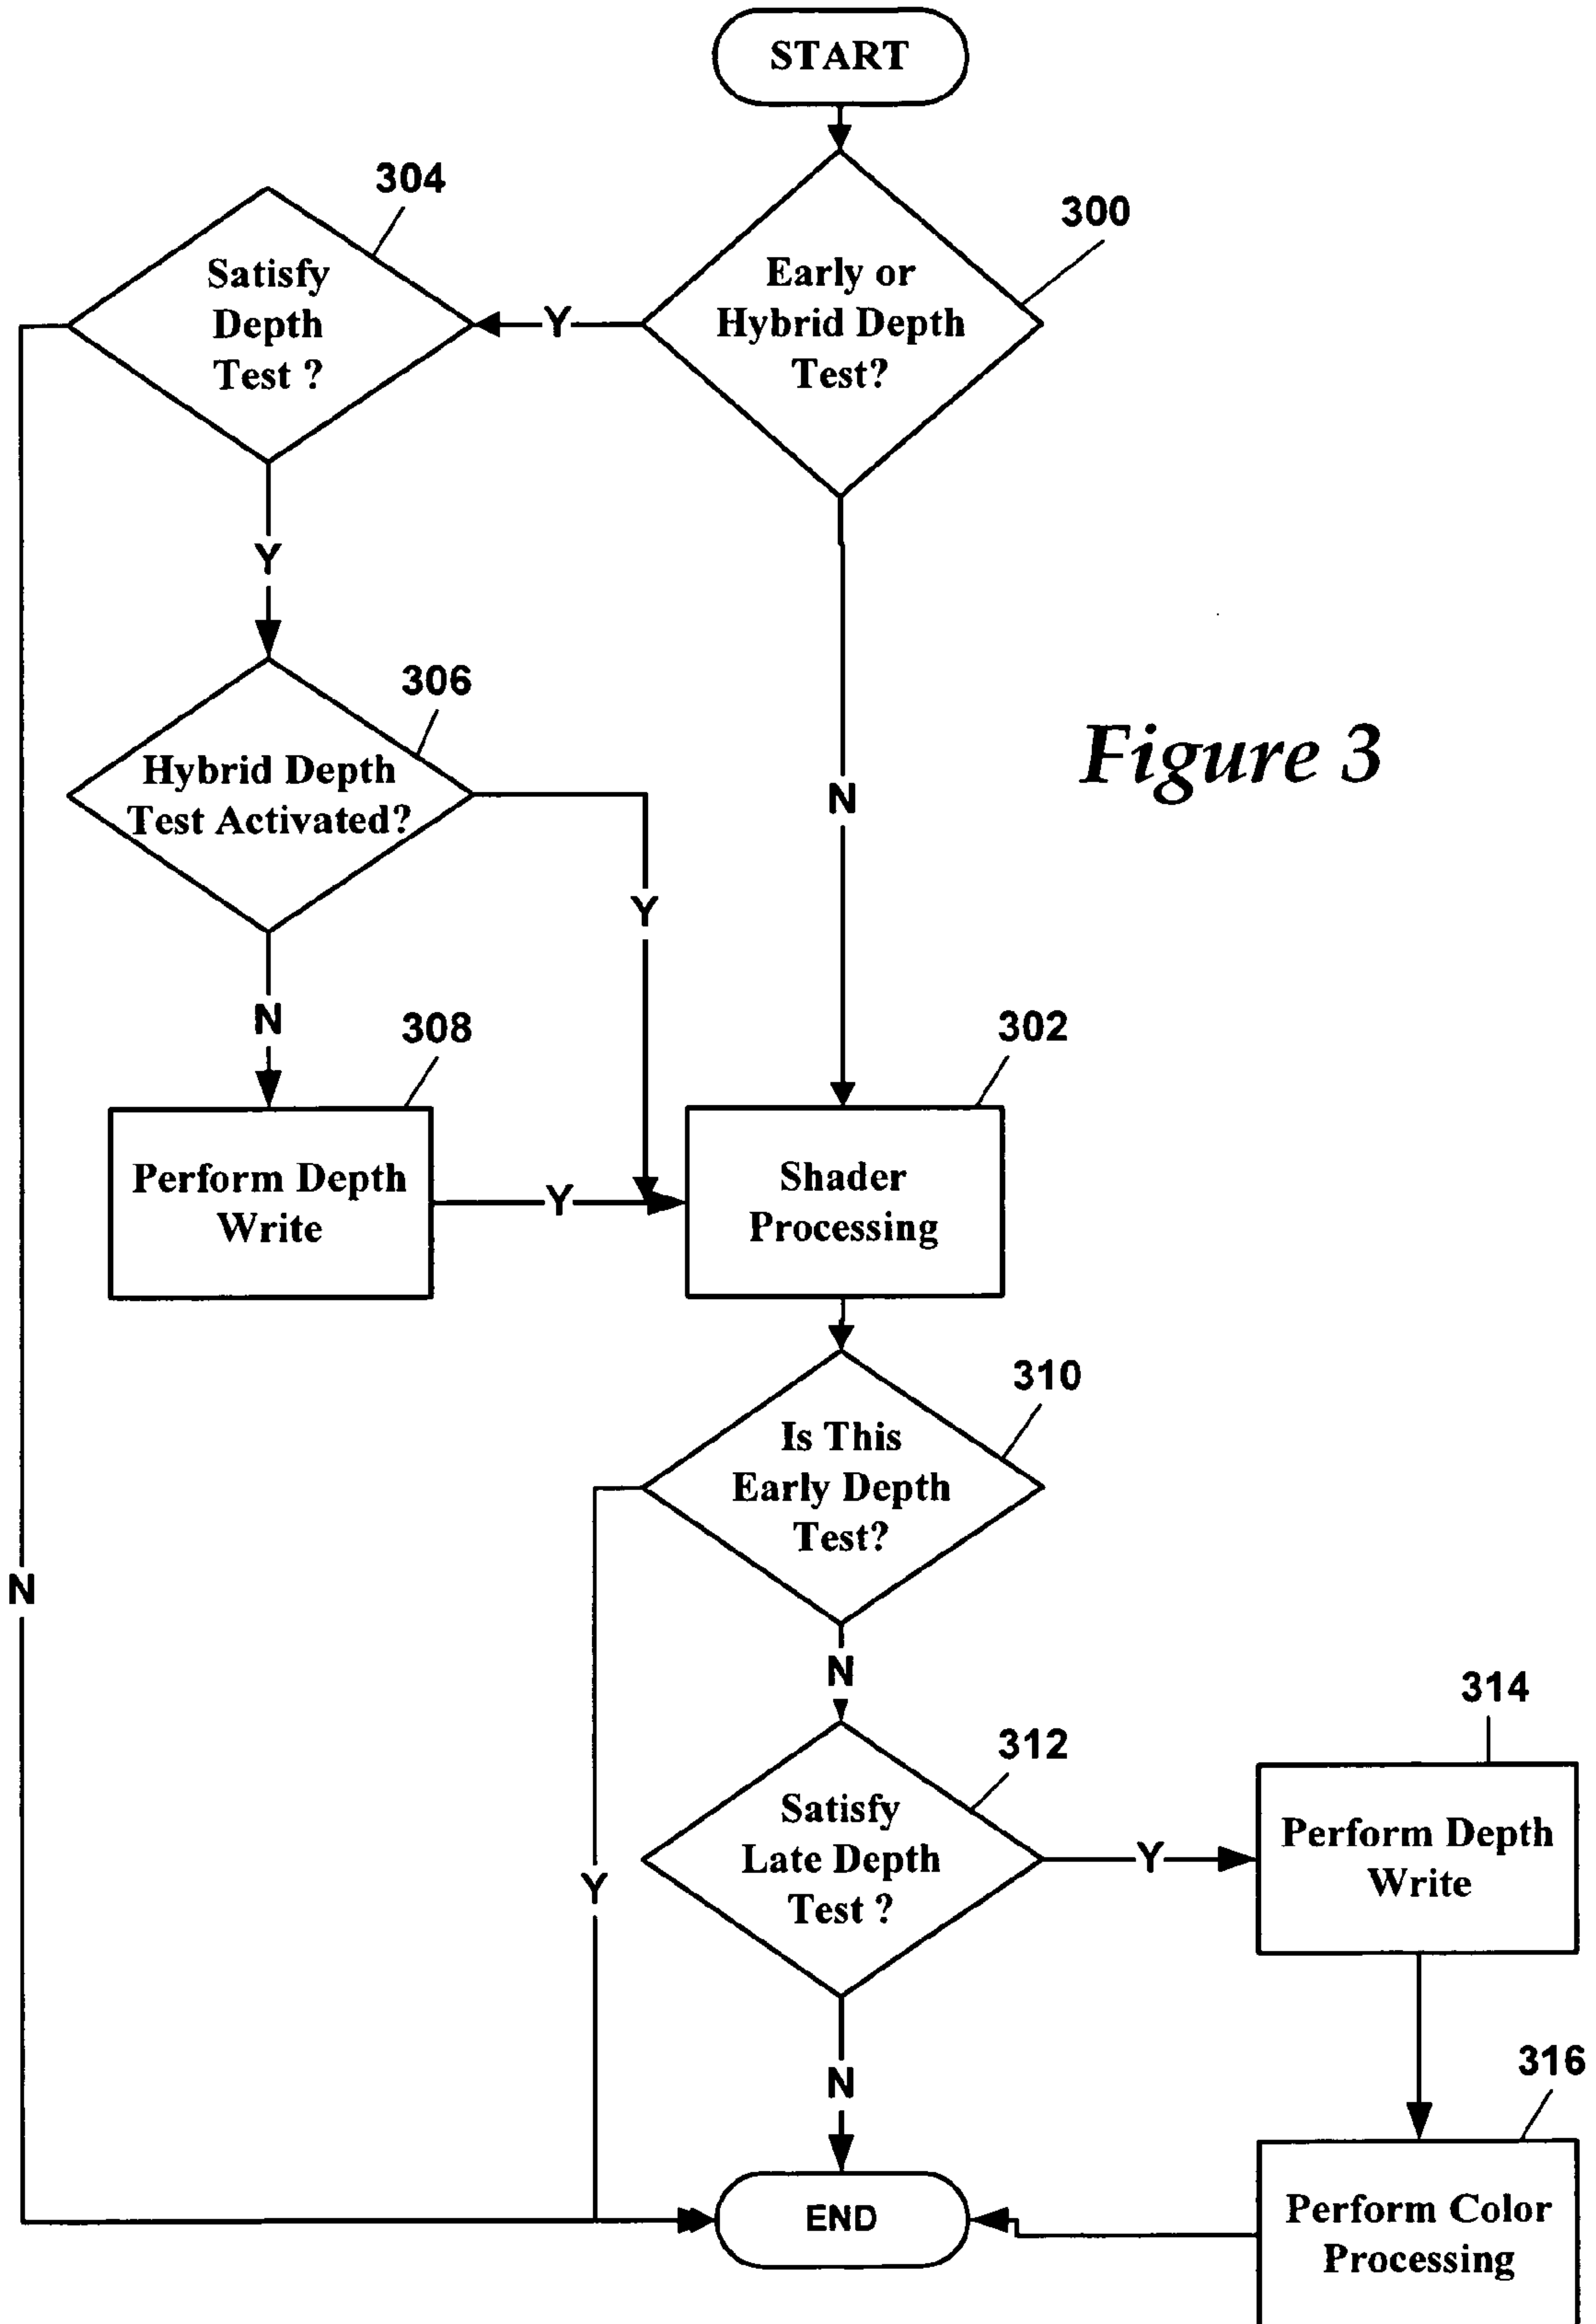 START
304
300
Satisfy
Depth
Test ?
Y
Early or
Hybrid Depth
Test?
Y
306
Hybrid Depth
Test Activated?
Figure 3
N
Y
N
308
302
Perform Depth
Write
Y
Shader
Processing
310
Is This
Early Depth
Test?
N
N
314
312
Satisfy
Late Depth
Test ?
Y
Perform Depth
Write
Y
N
316
END
Perform Color
Processing